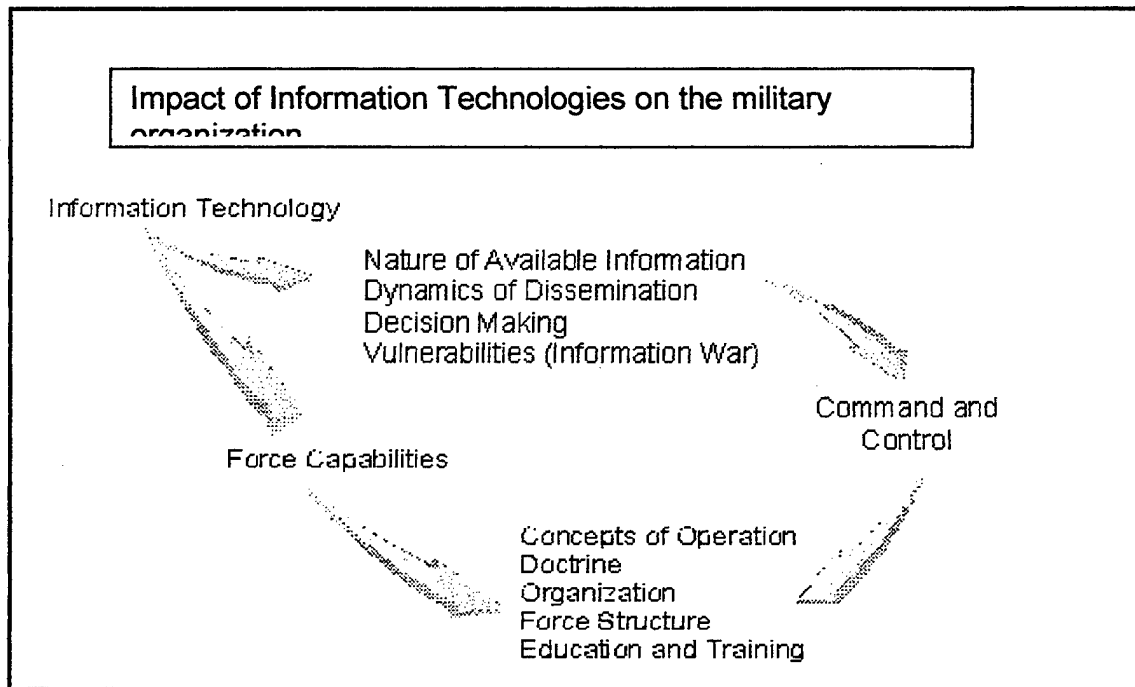 Impact of Information Technologies on the military
organization
Information Technology
Nature of Available Information
Dynamics of Dissemination
Decision Making
Vulnerabilities (Information War)
Command and
Control
Force Capabilities
Concepts of Operation
Doctrine
Organization
Force Structure
Education and Training